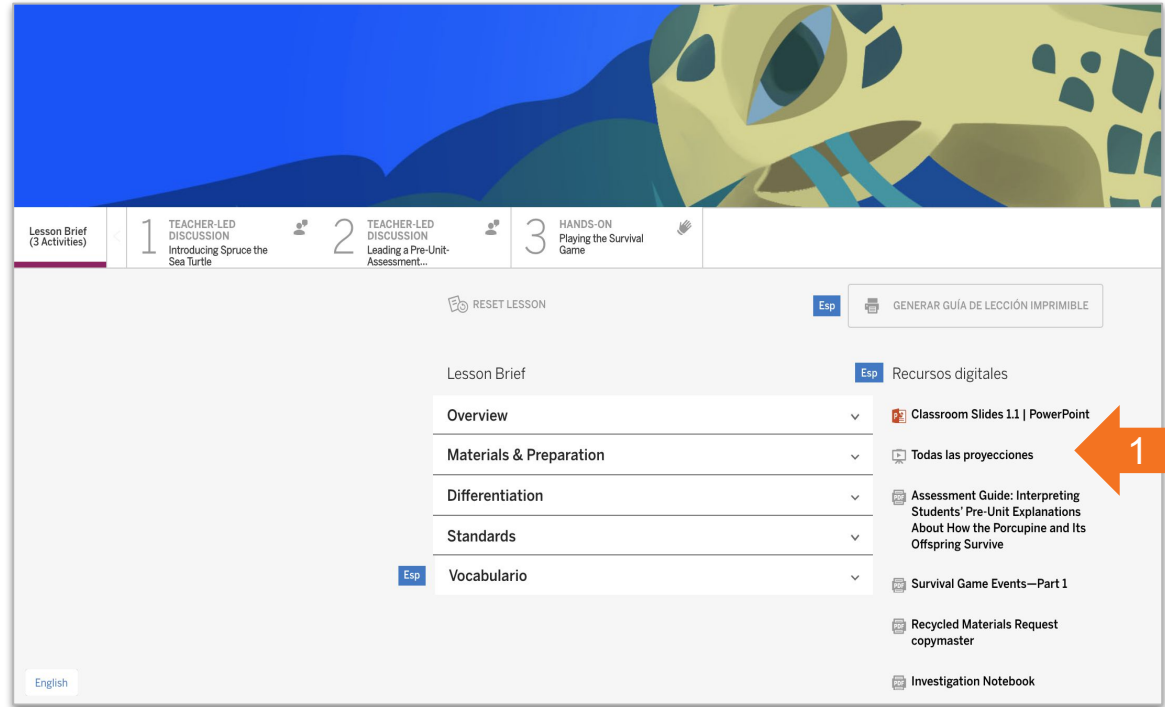 Lesson Brief
(3 Activities)
1
TEACHER-LED
DISCUSSION
Introducing Spruce the
Sea Turtle
2
TEACHER-LED
DISCUSSION
Leading a Pre-Unit-
Assessment...
3
HANDS-ON
Playing the Survival
Game
RESET LESSON
Esp
GENERAR GUÍA DE LECCIÓN IMPRIMIBLE
Lesson Brief
Overview
Materials & Preparation
Differentiation
Standards
Esp
Vocabulario
Esp
Recursos digitales
Classroom Slides 1.1 | PowerPoint
Todas las proyecciones
1
Assessment Guide: Interpreting
Students' Pre-Unit Explanations
About How the Porcupine and Its
Offspring Survive
Survival Game Events—Part 1
Recycled Materials Request
copymaster
Investigation Notebook
English